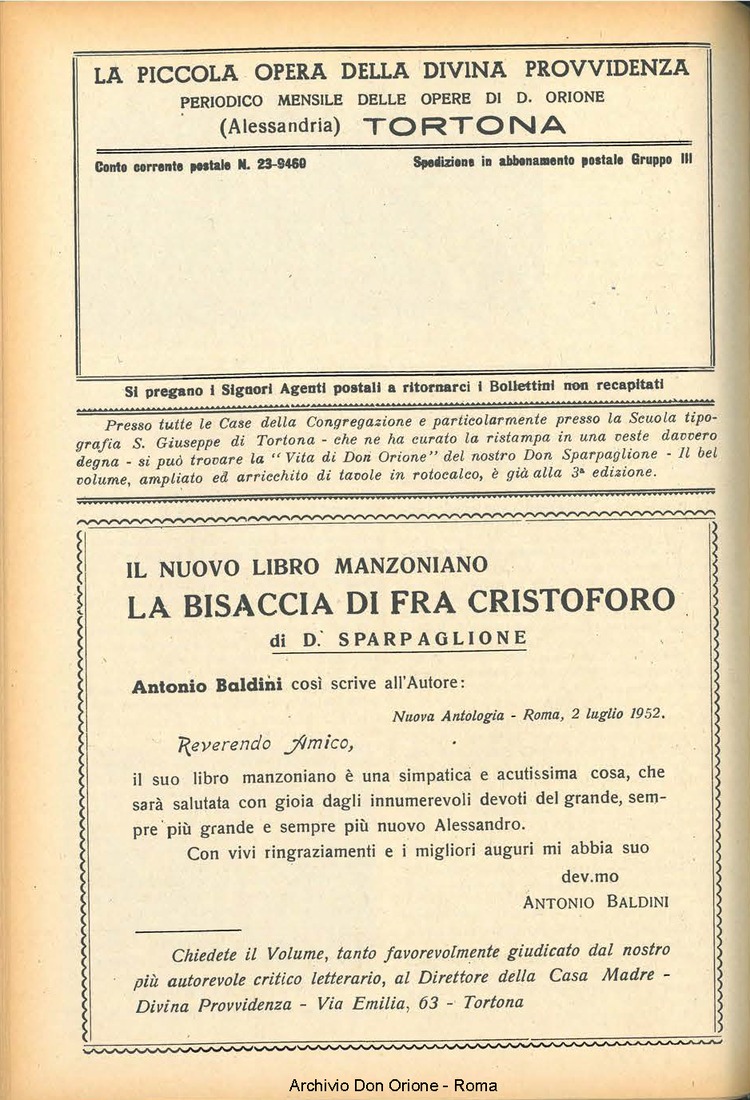 LA PICCOLA OPERA DELLA DIVINA PROVVIDENZA
PERIODICO MENSILE DELLE OPERE DI D. ORIONE
(Alessandria) TORTONA
Conto corrente postale N. 23-9460 Spedizione in abbonamento postale Gruppo III
Si pregano i Signori Agenti postali a ritornarci i Bollettini non recapitati
Presso tutte le Case della Congregazione e particolarmente presso la Scuola tipo-
grafia S. Giuseppe di Tortona - che ne ha curato la ristampa in una veste davvero
degna - si può trovare la "Vita di Don Orione" del nostro Don Sparpaglione - Il bel
volume, ampliato ed arricchito di tavole in rotocalco, è già alla 3ª edizione.
IL NUOVO LIBRO MANZONIANO
LA BISACCIA DI FRA CRISTOFORO
di D. SPARPAGLIONE
Antonio Baldini così scrive all'Autore:
Nuova Antologia - Roma, 2 luglio 1952.
Reverendo Amico,
il suo libro manzoniano è una simpatica e acutissima cosa, che
sarà salutata con gioia dagli innumerevoli devoti del grande, sem-
pre più grande e sempre più nuovo Alessandro.
Con vivi ringraziamenti e i migliori auguri mi abbia suo
dev.mo
ANTONIO BALDINI
Chiedete il Volume, tanto favorevolmente giudicato dal nostro
più autorevole critico letterario, al Direttore della Casa Madre -
Divina Provvidenza - Via Emilia, 63 - Tortona
Archivio Don Orione - Roma